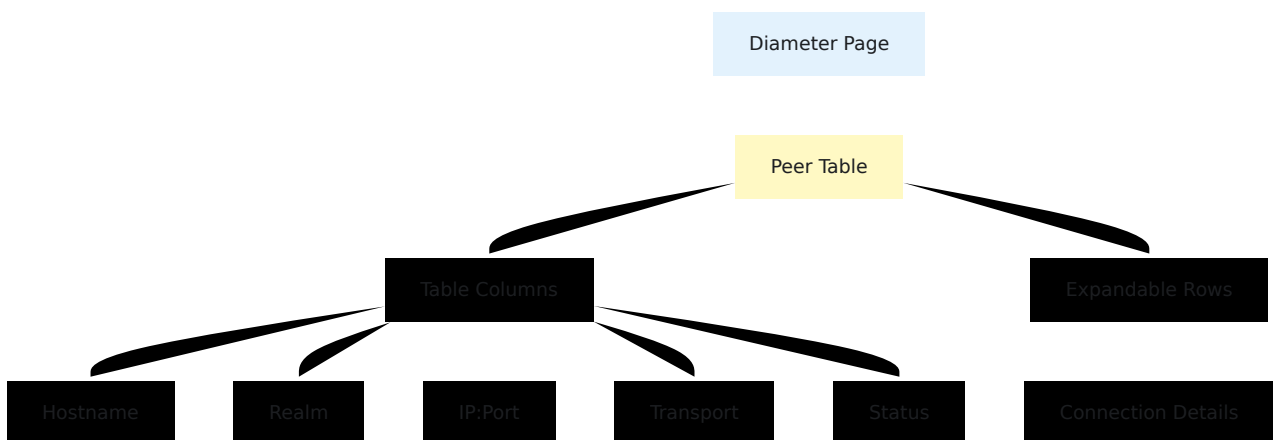 Diameter Page
Peer Table
Table Columns
Expandable Rows
Hostname
Realm
IP:Port
Transport
Status
Connection Details